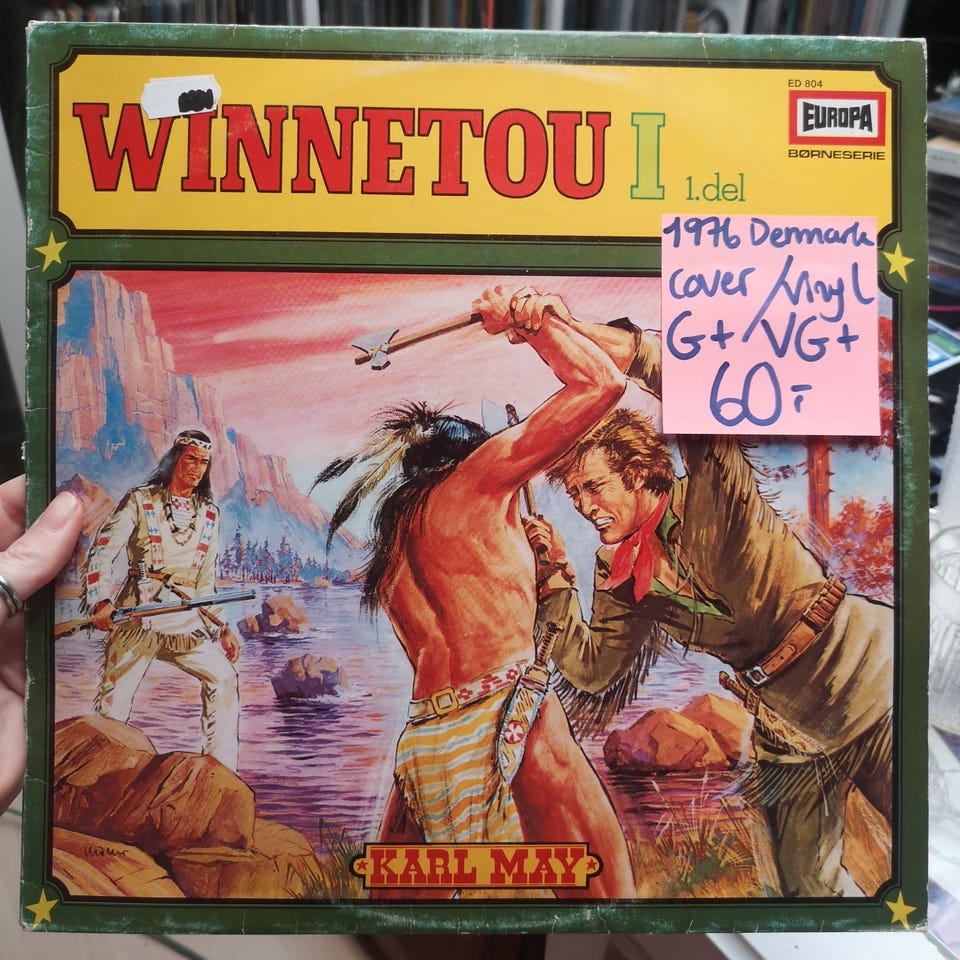 ED 804
EUROPA
BØRNESERIE
WINNETOU I 1.del
1976 Denmark
cover / Vinyl
G+ / VG+
60:-
KARL MAY